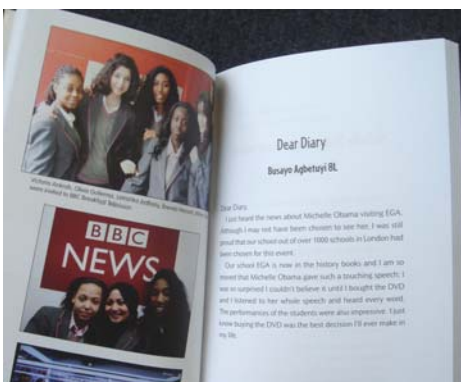 were invited to BBC Breakfast Television
BBC
NEWS
Dear Diary
Busayo Agbetuyi 8L
Dear Diary,
I just heard the news about Michelle Obama visiting EGA.
Although I may not have been chosen to see her, I was still
proud that our school out of over 1000 schools in London had
been chosen for this event.
Our school EGA is now in the history books and I am so
moved that Michelle Obama gave such a touching speech. I
was so surprised I couldn't believe it until I bought the DVD
and I listened to her whole speech and heard every word.
The performances of the students were also impressive. I just
know buying the DVD was the best decision I'll ever make in
my life.